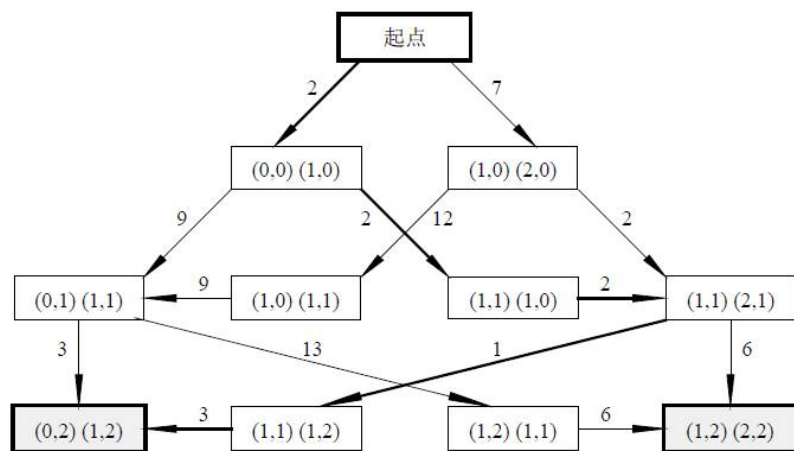 起点
2 7
(0,0) (1,0) (1,0) (2,0)
9 2 12 2
(0,1) (1,1) 9 (1,0) (1,1) (1,1) (1,0) 2 (1,1) (2,1)
3 13 1 6
(0,2) (1,2) 3 (1,1) (1,2) (1,2) (1,1) 6 (1,2) (2,2)